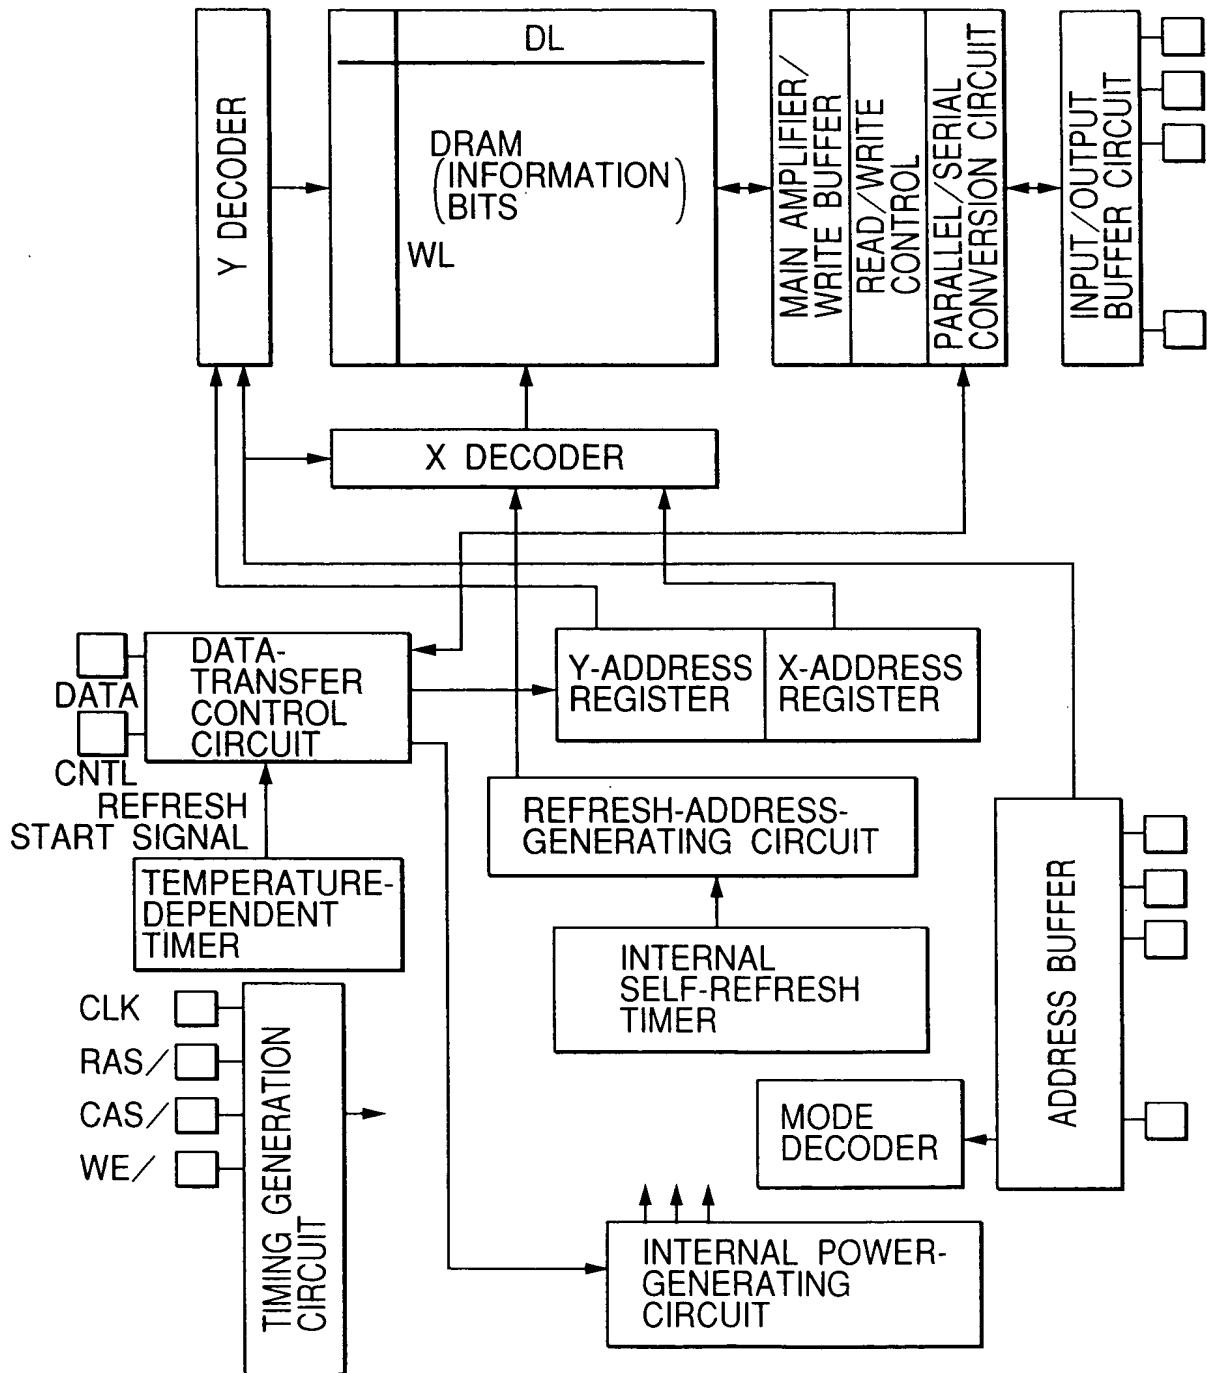 Y DECODER
DL
DRAM
(INFORMATION
BITS)
WL
MAIN AMPLIFIER/
WRITE BUFFER
READ/WRITE
CONTROL
PARALLEL/SERIAL
CONVERSION CIRCUIT
INPUT/OUTPUT
BUFFER CIRCUIT
X DECODER
DATA
CNTL
DATA-
TRANSFER
CONTROL
CIRCUIT
Y-ADDRESS
REGISTER
X-ADDRESS
REGISTER
REFRESH
START SIGNAL
REFRESH-ADDRESS-
GENERATING CIRCUIT
TEMPERATURE-
DEPENDENT
TIMER
INTERNAL
SELF-REFRESH
TIMER
ADDRESS BUFFER
CLK
RAS/
CAS/
WE/
TIMING GENERATION
CIRCUIT
MODE
DECODER
INTERNAL POWER-
GENERATING
CIRCUIT